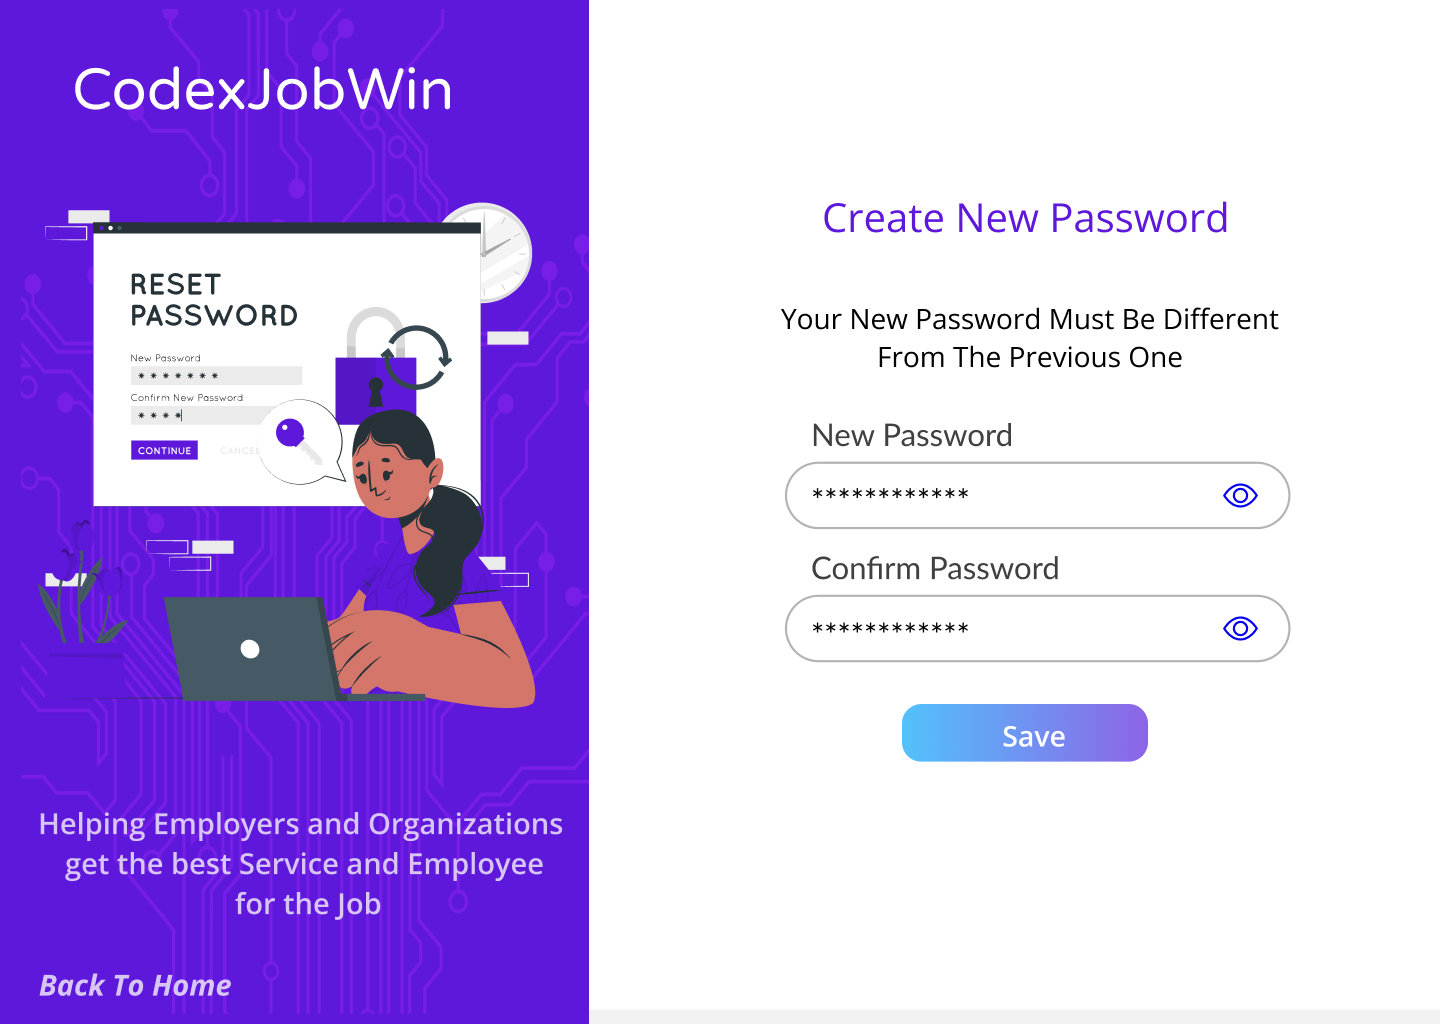 CodexJobWin
RESET
PASSWORD
New Password
*******
Confirm New Password
****
CONTINUE
CANCEL
Helping Employers and Organizations
get the best Service and Employee
for the Job
Back To Home
Create New Password
Your New Password Must Be Different
From The Previous One
New Password
************
Confirm Password
************
Save